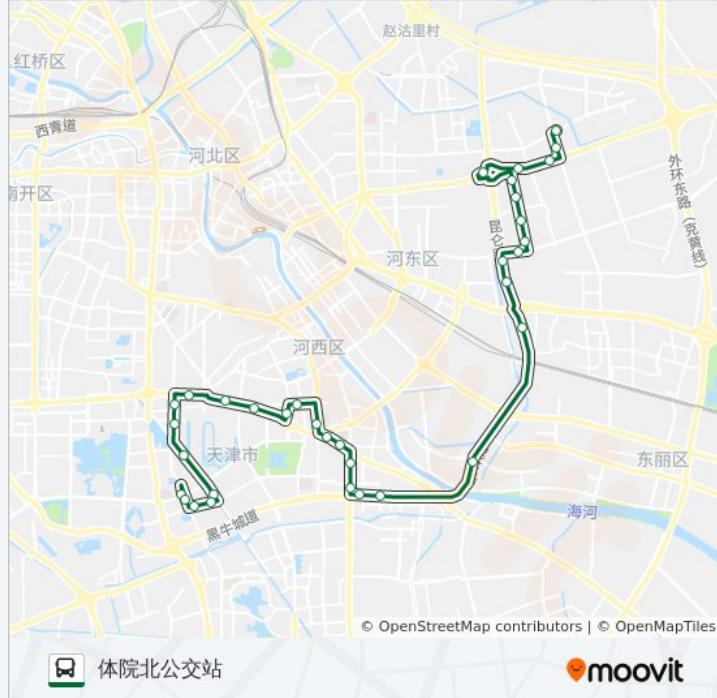 赵沽里村
红桥区
西青道
河北区
南开区
外环东路（克黄线）
昆仑
河东区
河西区
天津市
东丽区
海河
黑牛城道
© OpenStreetMap contributors | © OpenMapTiles
体院北公交站
moovit